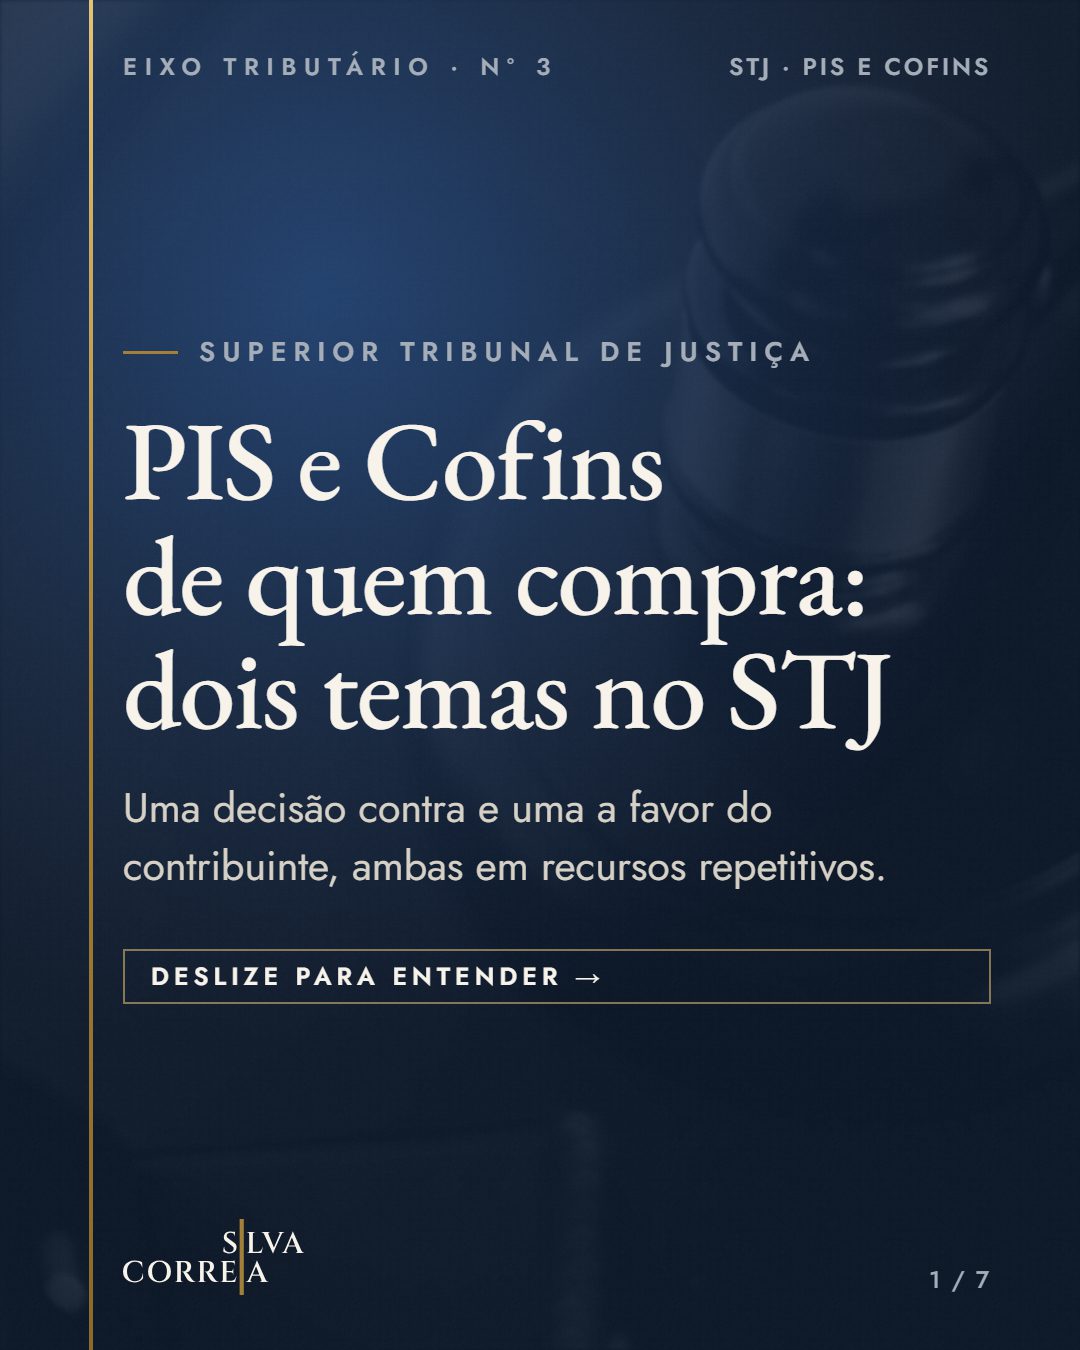 EIXO TRIBUTÁRIO · Nº 3
STJ · PIS E COFINS
SUPERIOR TRIBUNAL DE JUSTIÇA
PIS e Cofins
de quem compra:
dois temas no STJ
Uma decisão contra e uma a favor do
contribuinte, ambas em recursos repetitivos.
DESLIZE PARA ENTENDER →
SILVA
CORREIA
1 / 7